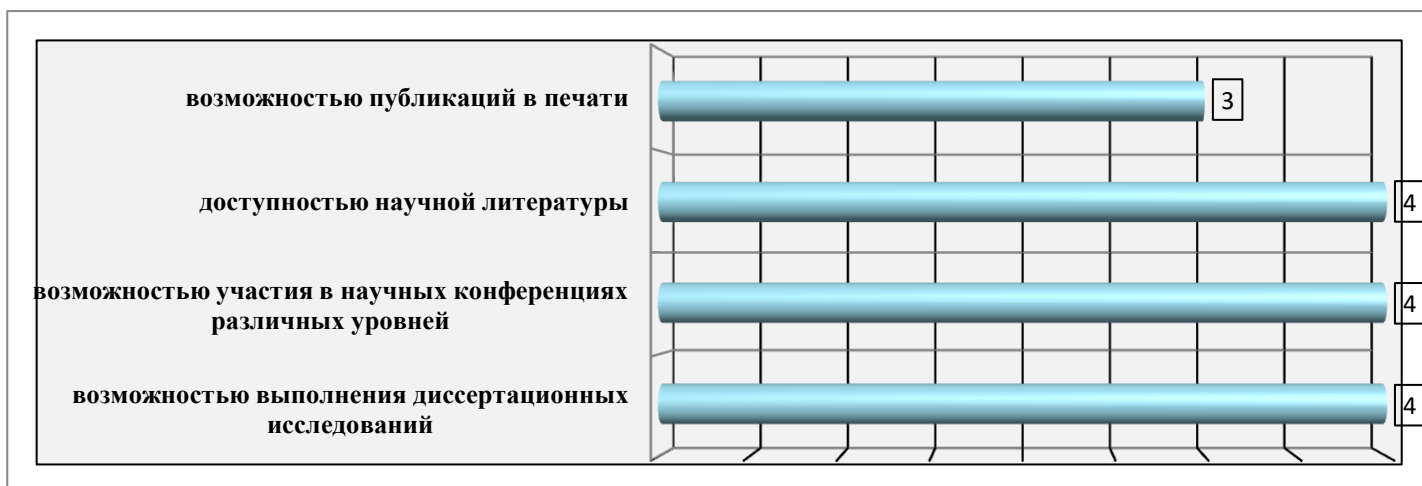 возможностью публикаций в печати
3
доступностью научной литературы
4
возможностью участия в научных конференциях
различных уровней
4
возможностью выполнения диссертационных
исследований
4